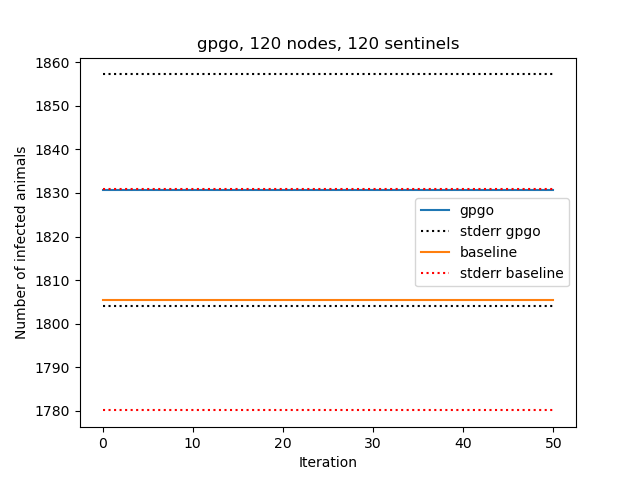 gpgo, 120 nodes, 120 sentinels
Number of infected animals
1860
1850
1840
1830
1820
1810
1800
1790
1780
gpgo
stderr gpgo
baseline
stderr baseline
0 10 20 30 40 50
Iteration